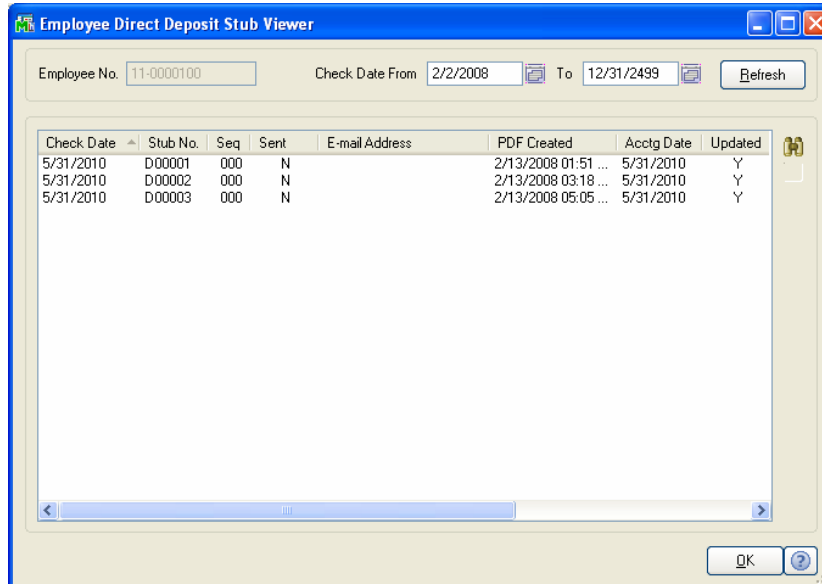 Employee Direct Deposit Stub Viewer
Employee No. 11-0000100 Check Date From 2/2/2008 To 12/31/2499 Refresh
Check Date Stub No. Seq Sent E-mail Address PDF Created Acctg Date Updated
5/31/2010 D00001 000 N 2/13/2008 01:51 ... 5/31/2010 Y
5/31/2010 D00002 000 N 2/13/2008 03:18 ... 5/31/2010 Y
5/31/2010 D00003 000 N 2/13/2008 05:05 ... 5/31/2010 Y
OK ?